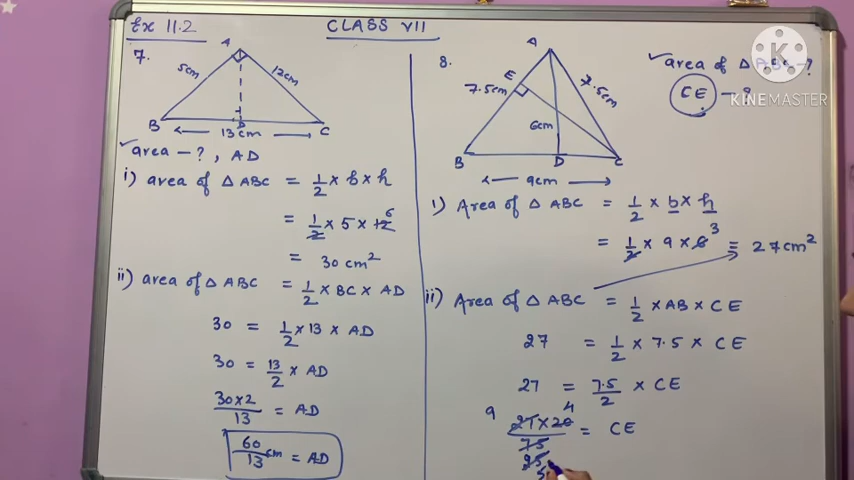 Ex 11.2
CLASS VII
7.
A
5cm
12cm
B
D
C
13cm
area - ?, AD
i) area of Δ ABC = 1/2 × b × h
= 1/2 × 5 × 12 6
= 30 cm²
ii) area of Δ ABC = 1/2 × BC × AD
30 = 1/2 × 13 × AD
30 = 13/2 × AD
30×2/13 = AD
60/13 cm = AD
8.
A
E
7.5cm
7.5cm
6cm
B
D
C
9cm
area of Δ ABC - ?
CE - ?
K
KINEMASTER
i) Area of Δ ABC = 1/2 × b × h
= 1/2 × 9 × 6 3 = 27cm²
ii) Area of Δ ABC = 1/2 × AB × CE
27 = 1/2 × 7.5 × CE
27 = 7.5/2 × CE
9 27×20 4/75 = CE
25
5